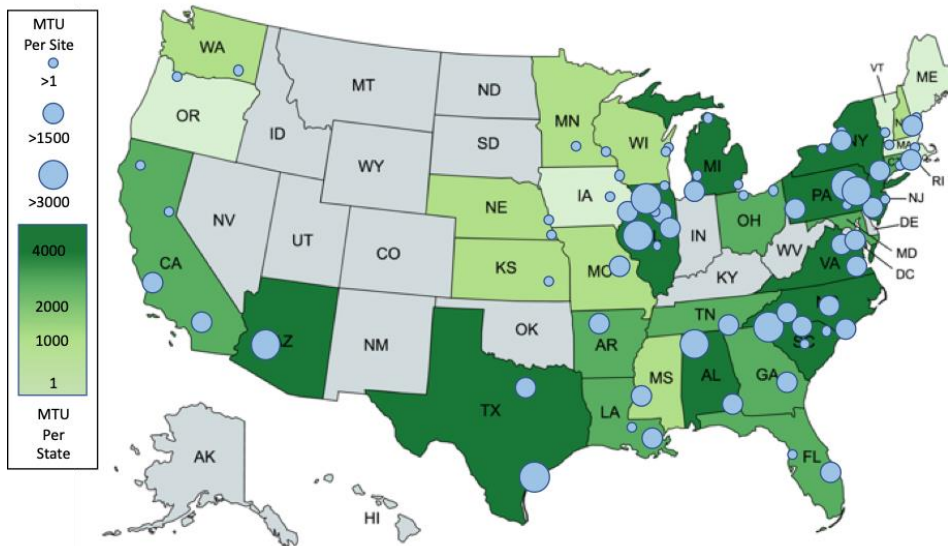 MTU
Per Site
>1
>1500
>3000
4000
2000
1000
1
MTU
Per
State
WA
OR
CA
NV
ID
MT
WY
UT
CO
AZ
NM
ND
SD
NE
KS
OK
TX
MN
IA
MO
AR
LA
WI
MI
IN
OH
KY
TN
MS
AL
GA
FL
SC
VA
WV
PA
NY
VT
ME
MA
RI
NJ
DE
MD
DC
AK
HI